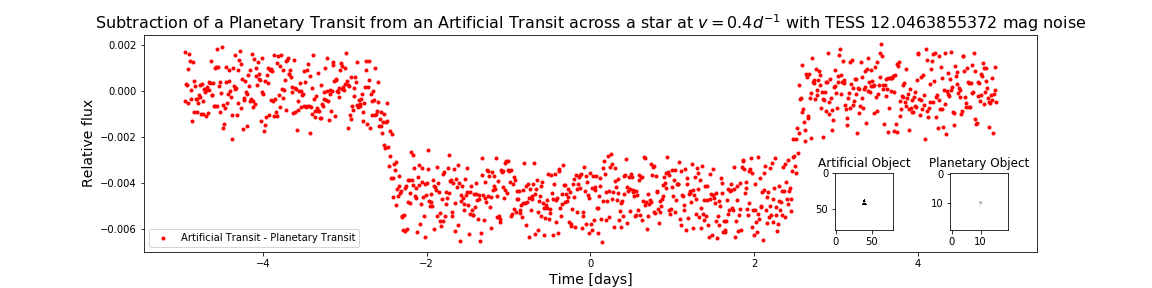 Subtraction of a Planetary Transit from an Artificial Transit across a star at v = 0.4d⁻¹ with TESS 12.0463855372 mag noise
0.002
0.000
−0.002
−0.004
−0.006
Relative flux
Artificial Transit - Planetary Transit
Artificial Object
0
50
0 50
Planetary Object
0
10
0 10
−4 −2 0 2 4
Time [days]